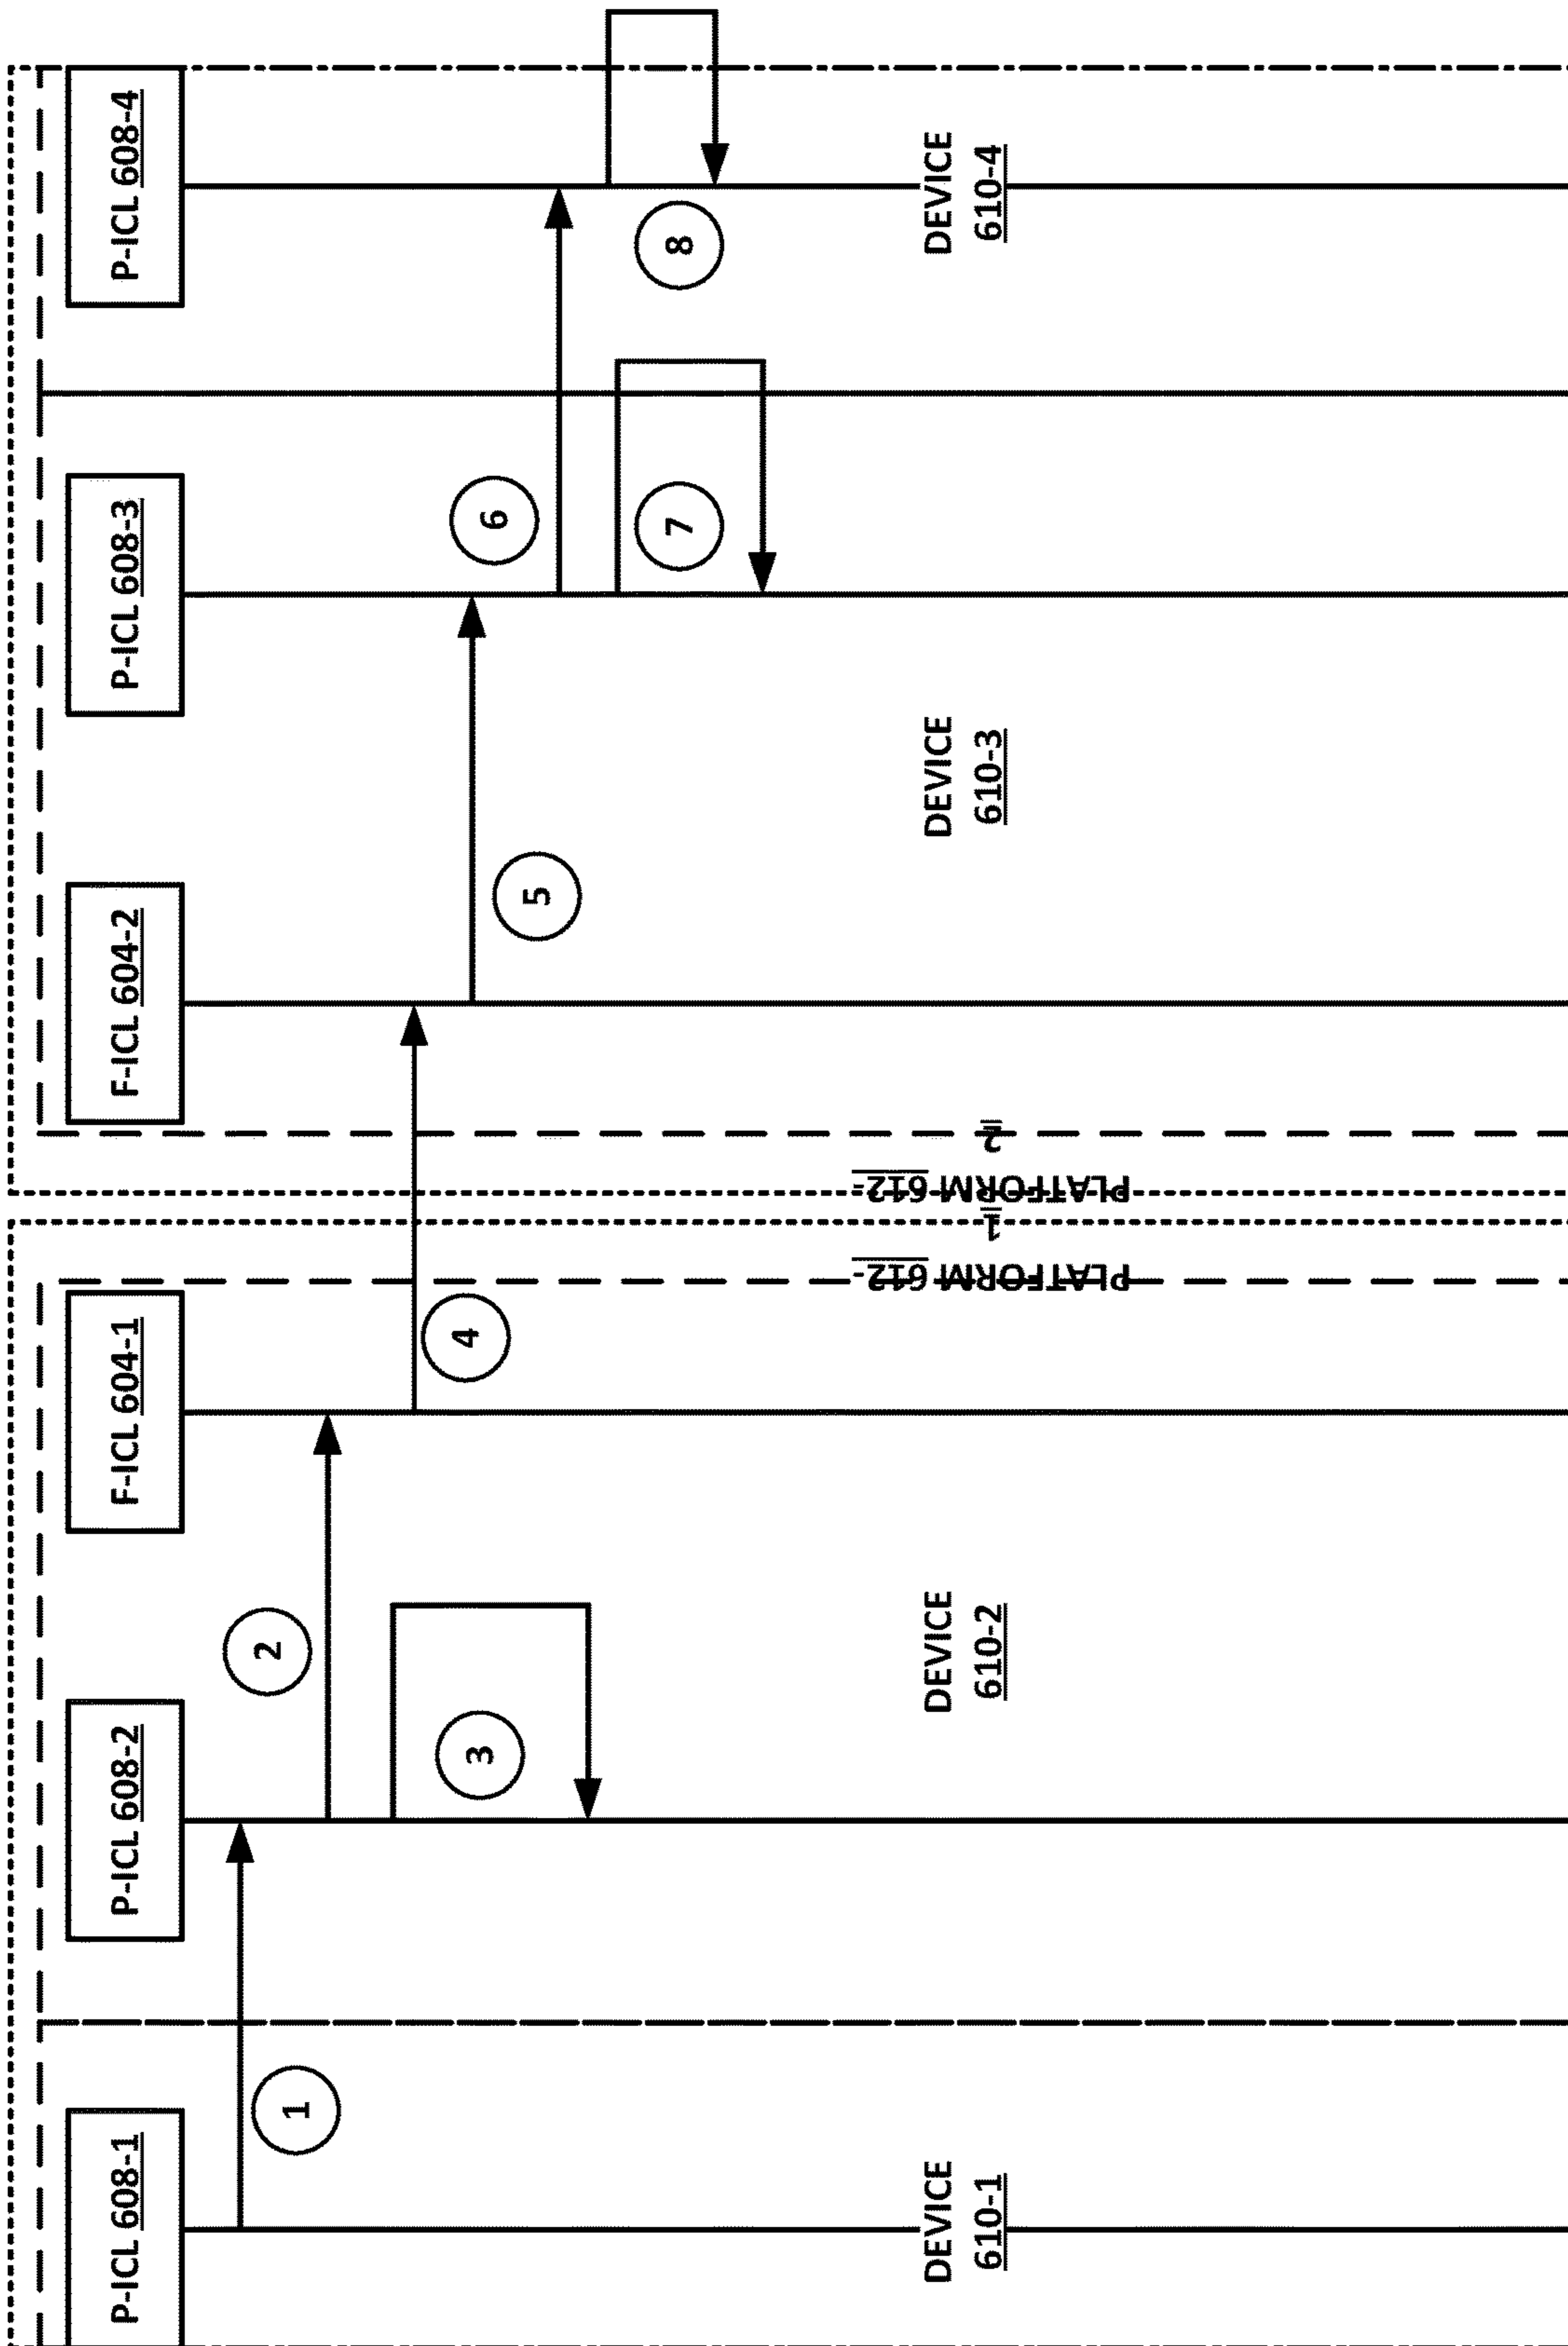 P-ICL 608-1
P-ICL 608-2
F-ICL 604-1
F-ICL 604-2
P-ICL 608-3
P-ICL 608-4
1
2
3
4
5
6
7
8
DEVICE
610-1
DEVICE
610-2
PLATFORM 612-
1
PLATFORM 612-
2
DEVICE
610-3
DEVICE
610-4